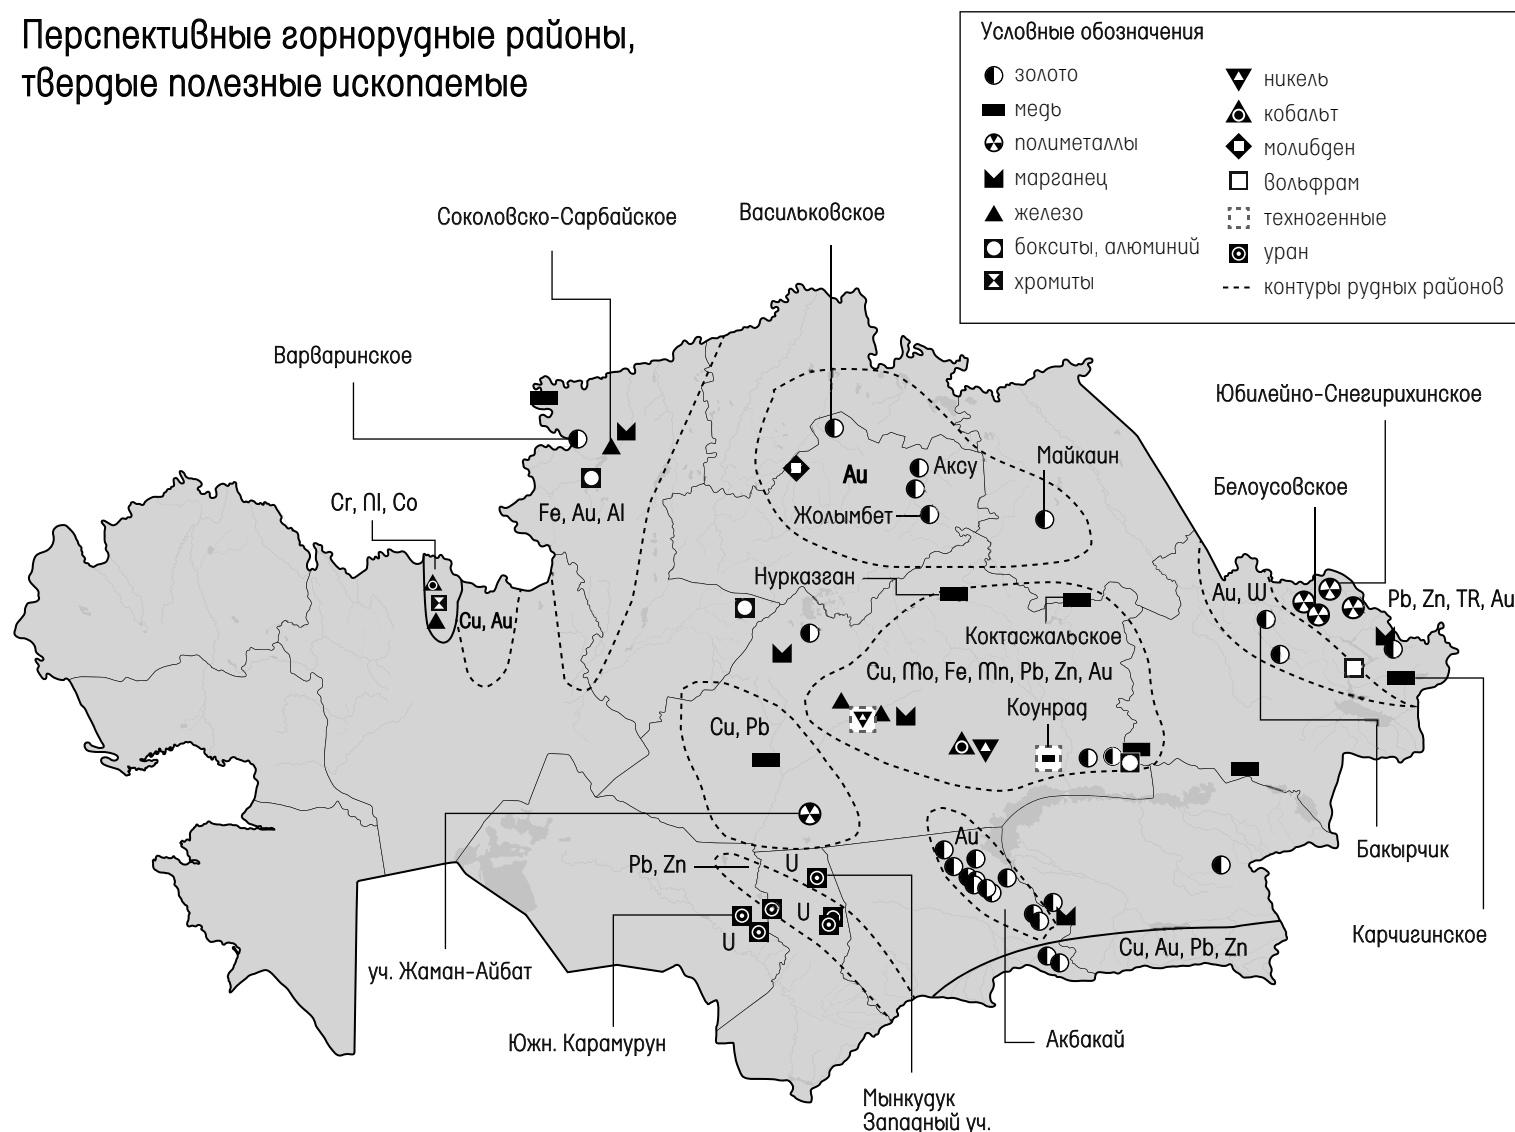 Перспективные горнорудные районы,
твердые полезные ископаемые
Условные обозначения
золото
медь
полиметаллы
марганец
железо
бокситы, алюминий
хромиты
никель
кобальт
молибден
вольфрам
техногенные
уран
контуры рудных районов
Соколовско-Сарбайское
Васильковское
Варваринское
Юбилейно-Снегирихинское
Белоусовское
Майкаин
Аксу
Au
Жолымбет
Cr, NI, Co
Fe, Au, Al
Нурказган
Au, W
Pb, Zn, TR, Au
Cu, Au
Коктасжальское
Cu, Mo, Fe, Mn, Pb, Zn, Au
Коунрад
Cu, Pb
Au
Бакырчик
Pb, Zn
U
U
U
Карчигинское
Cu, Au, Pb, Zn
уч. Жаман-Айбат
Южн. Карамурун
Акбакай
Мынкудук
Западный уч.